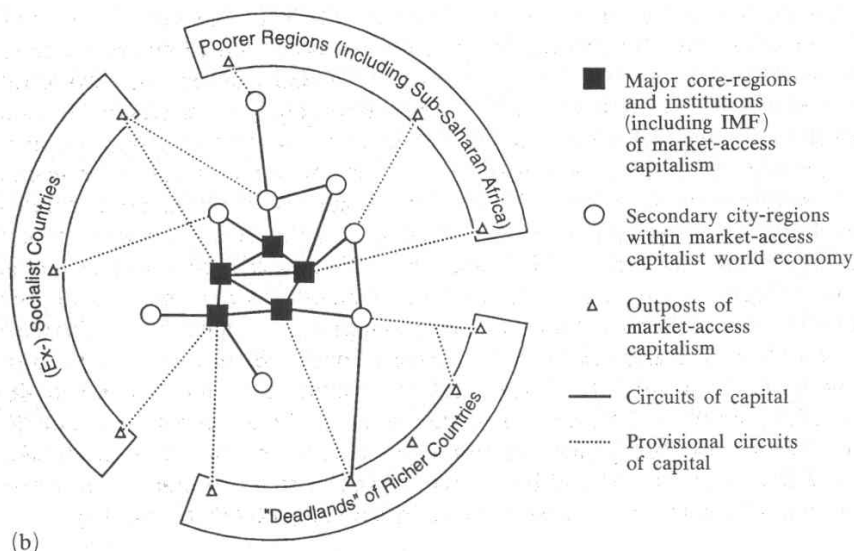 Poorer Regions (including Sub-Saharan Africa)
(Ex-) Socialist Countries
"Deadlands" of Richer Countries
Major core-regions
and institutions
(including IMF)
of market-access
capitalism
Secondary city-regions
within market-access
capitalist world economy
Outposts of
market-access
capitalism
Circuits of capital
Provisional circuits
of capital
(b)